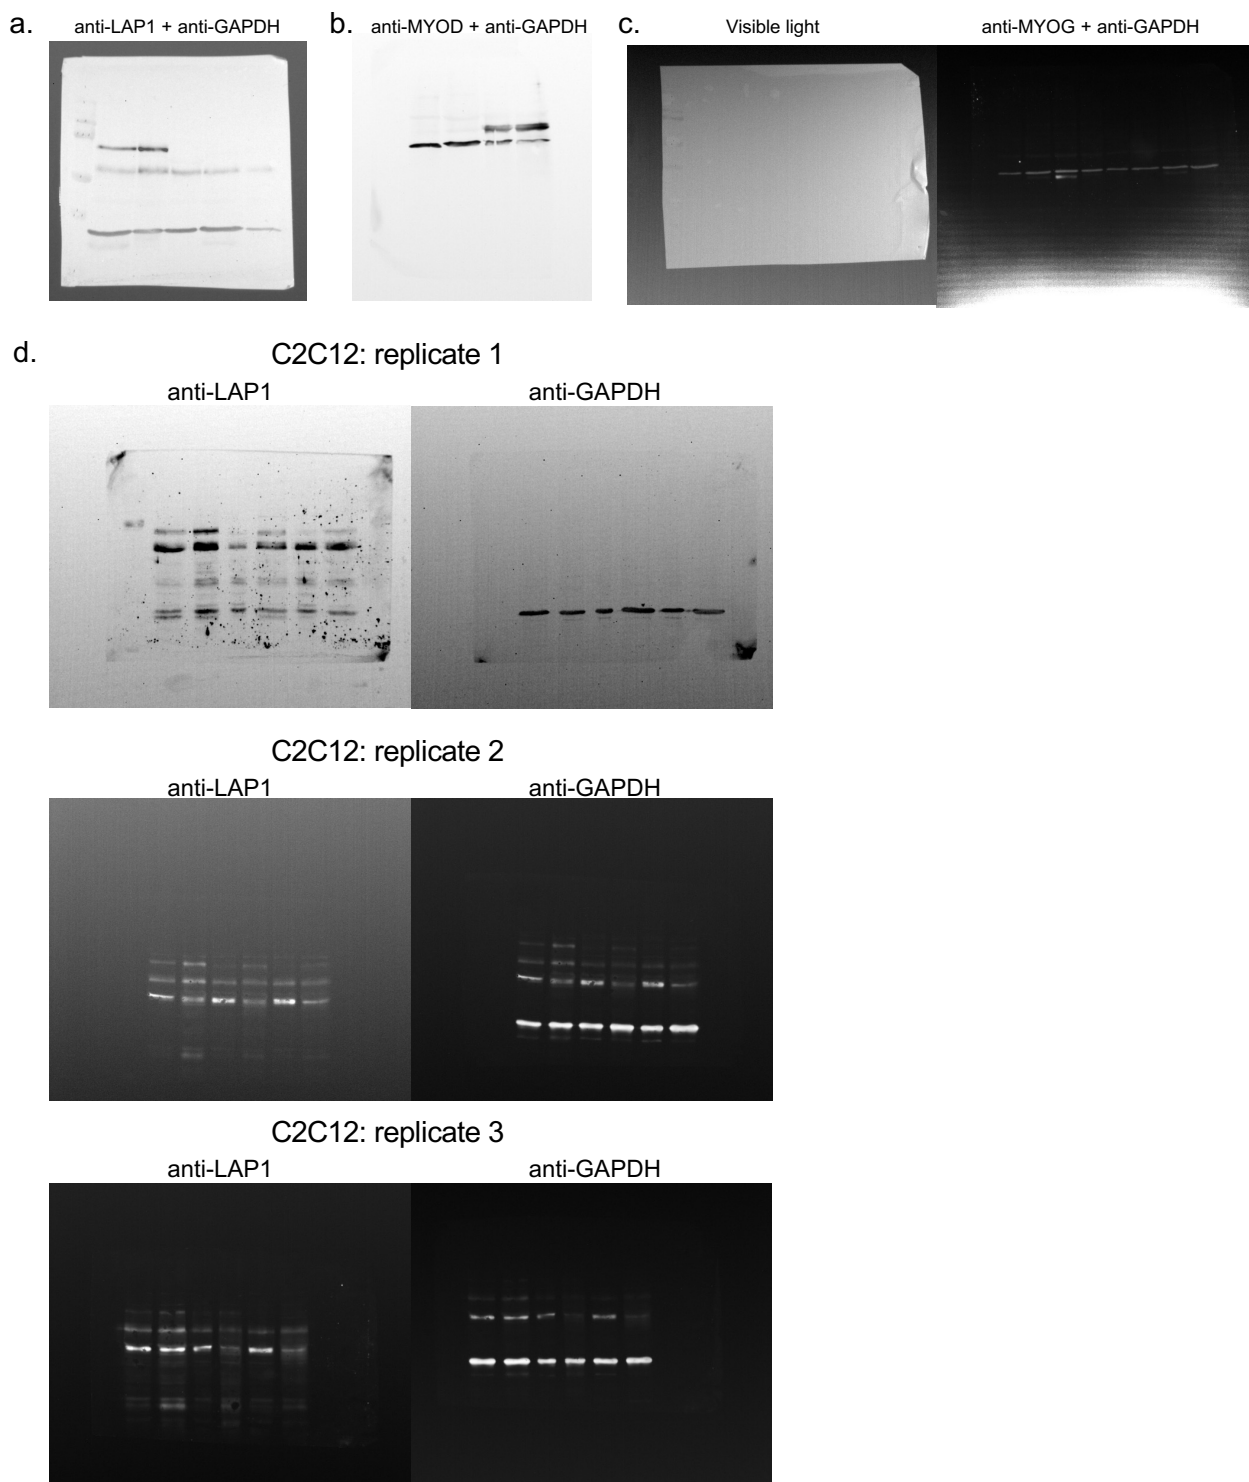 a.
anti-LAP1 + anti-GAPDH
b.
anti-MYOD + anti-GAPDH
c.
Visible light
anti-MYOG + anti-GAPDH
d.
C2C12: replicate 1
anti-LAP1
anti-GAPDH
C2C12: replicate 2
anti-LAP1
anti-GAPDH
C2C12: replicate 3
anti-LAP1
anti-GAPDH